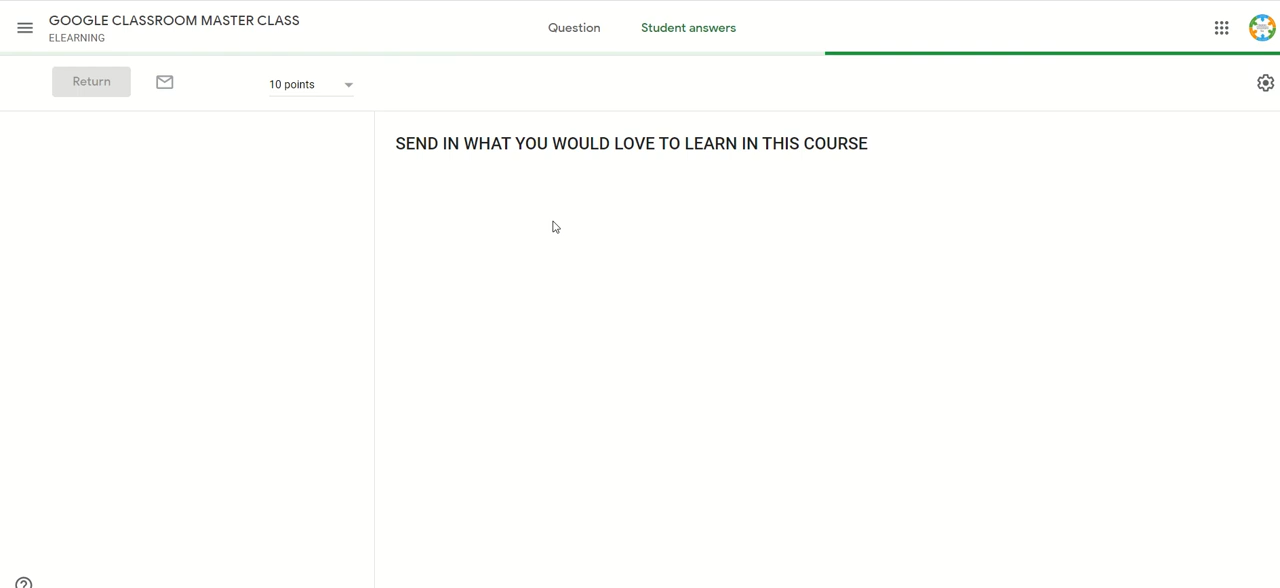 GOOGLE CLASSROOM MASTER CLASS
ELEARNING
Question
Student answers
Return
10 points
SEND IN WHAT YOU WOULD LOVE TO LEARN IN THIS COURSE